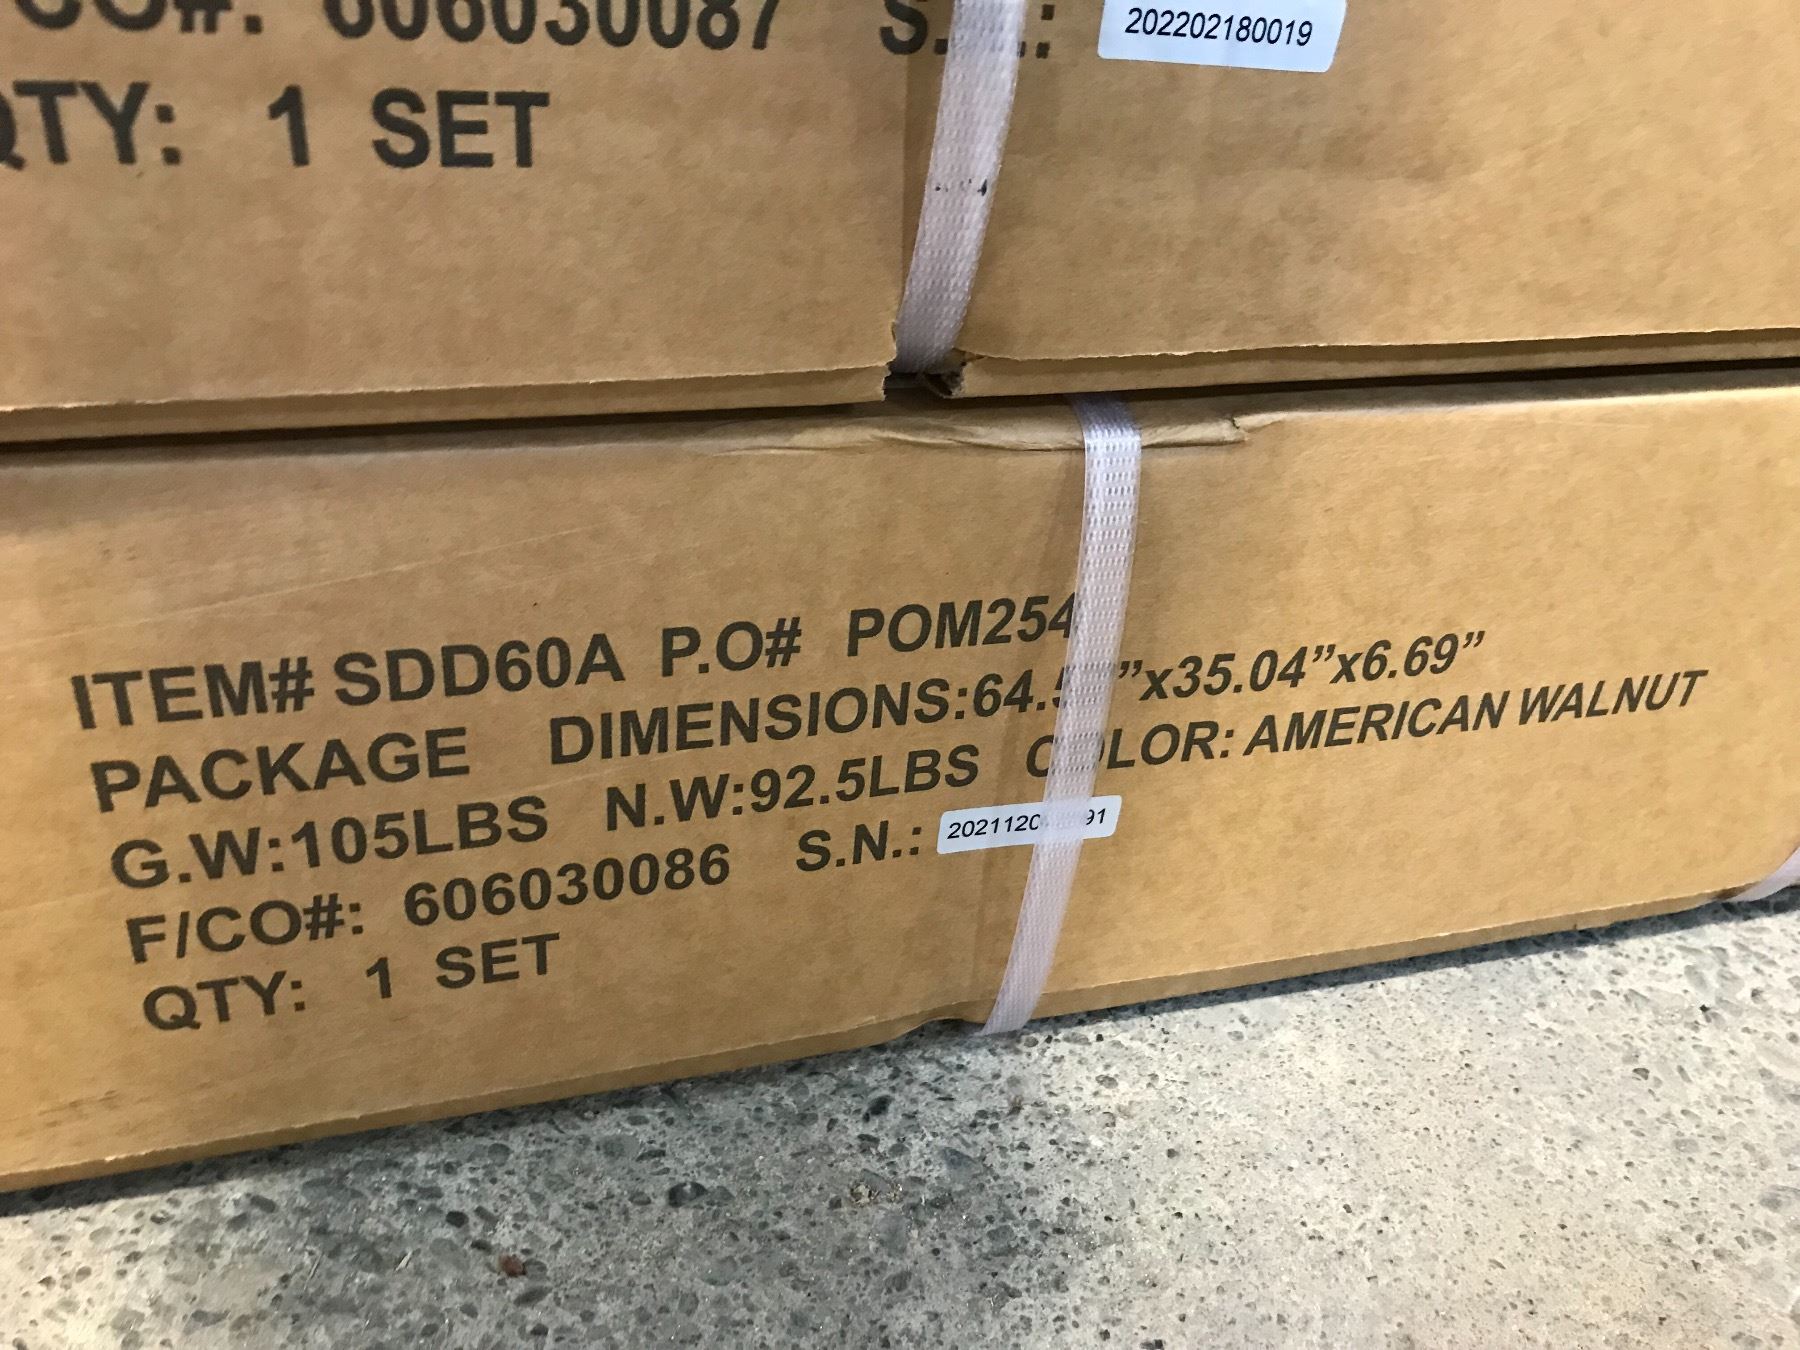 606030087
202202180019
QTY: 1 SET
ITEM# SDD60A P.O# POM254
PACKAGE DIMENSIONS:64.5 ”x35.04”x6.69”
G.W:105LBS N.W:92.5LBS COLOR: AMERICAN WALNUT
F/CO#: 606030086 S.N.:
QTY: 1 SET